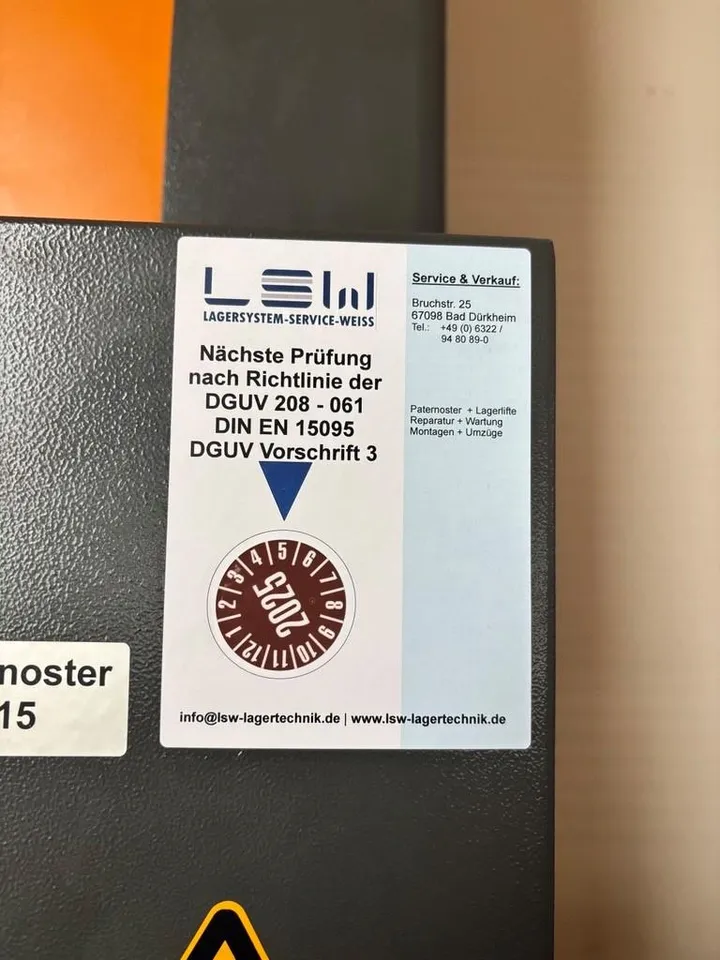 LSW
LAGERSYSTEM-SERVICE-WEISS
Nächste Prüfung
nach Richtlinie der
DGUV 208 - 061
DIN EN 15095
DGUV Vorschrift 3
1 2 3 4 5 6 7 8 9 10 11 12
2025
Service & Verkauf:
Bruchstr. 25
67098 Bad Dürkheim
Tel.: +49 (0) 6322 /
94 80 89-0
Paternoster + Lagerlifte
Reparatur + Wartung
Montagen + Umzüge
info@lsw-lagertechnik.de | www.lsw-lagertechnik.de
noster
15